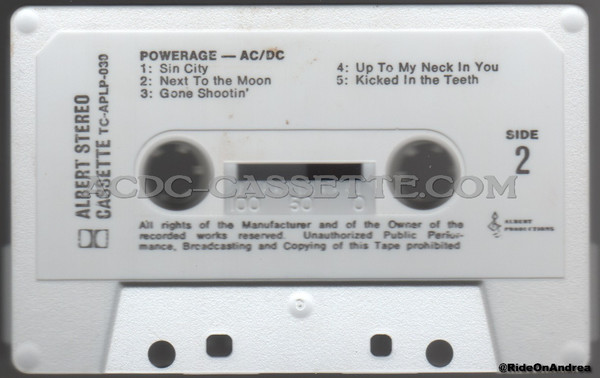 POWERAGE — AC/DC
1: Sin City
2: Next To the Moon
3: Gone Shootin'
4: Up To My Neck In You
5: Kicked In the Teeth
ALBERT STEREO
CASSETTE TC-APLP-030
SIDE
2
ACDC-CASSETTE.COM
100 50 0
All rights of the Manufacturer and of the Owner of the
recorded works reserved. Unauthorized Public Perfor-
mance, Broadcasting and Copying of this Tape prohibited
ALBERT
PRODUCTIONS.
@RideOnAndrea